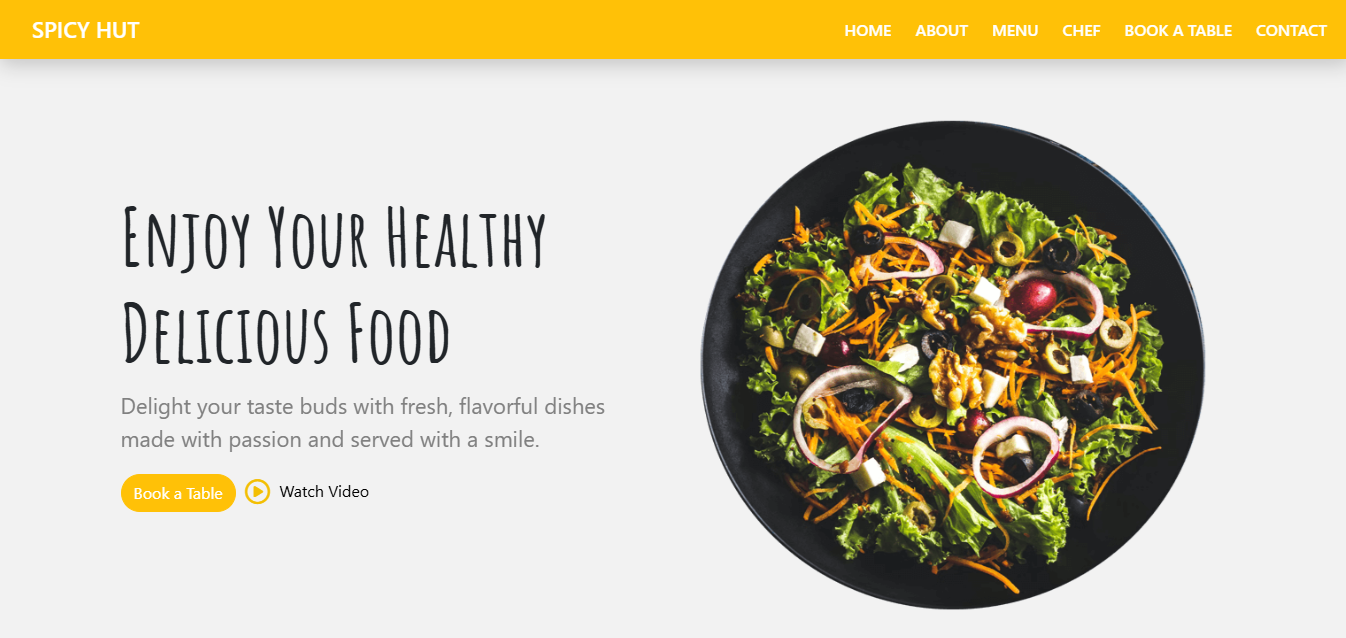 SPICY HUT
HOME ABOUT MENU CHEF BOOK A TABLE CONTACT
Enjoy Your Healthy
Delicious Food
Delight your taste buds with fresh, flavorful dishes
made with passion and served with a smile.
Book a Table
Watch Video